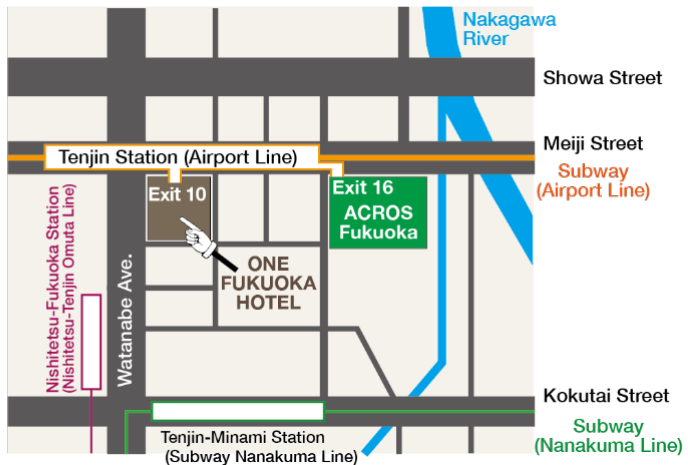 Nakagawa
River
Showa Street
Meiji Street
Tenjin Station (Airport Line)
Subway
(Airport Line)
Exit 10
Exit 16
ACROS
Fukuoka
ONE
FUKUOKA
HOTEL
Nishitetsu-Fukuoka Station
(Nishitetsu-Tenjin Omuta Line)
Watanabe Ave.
Kokutai Street
Tenjin-Minami Station
(Subway Nanakuma Line)
Subway
(Nanakuma Line)